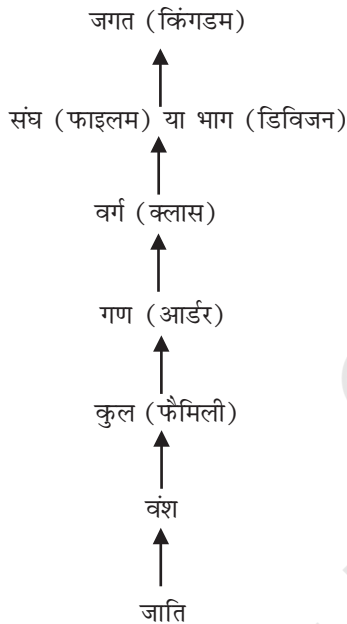 जगत (किंगडम)
संघ (फाइलम) या भाग (डिविजन)
वर्ग (क्लास)
गण (आर्डर)
कुल (फैमिली)
वंश
जाति